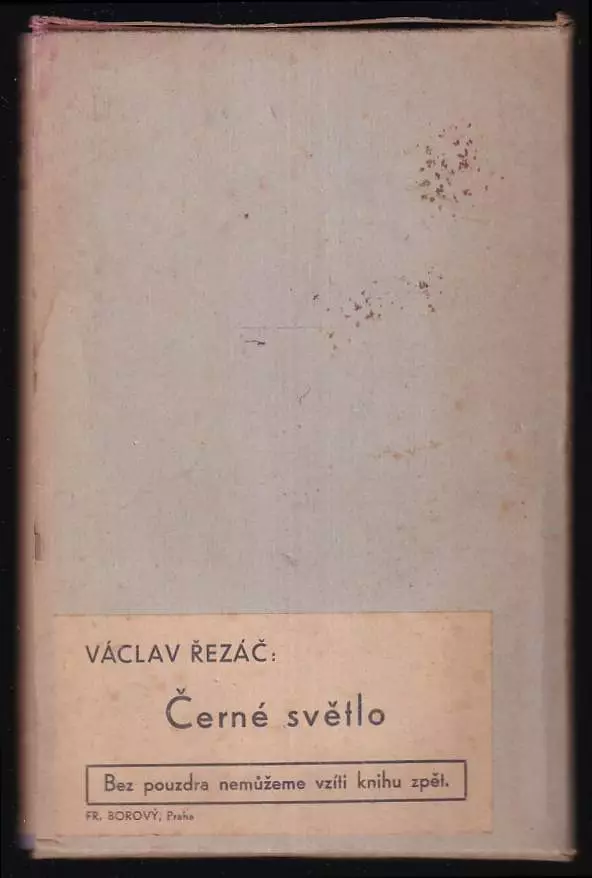 VÁCLAV ŘEZÁČ:
Černé světlo
Bez pouzdra nemůžeme vzíti knihu zpět.
FR. BOROVÝ, Praha